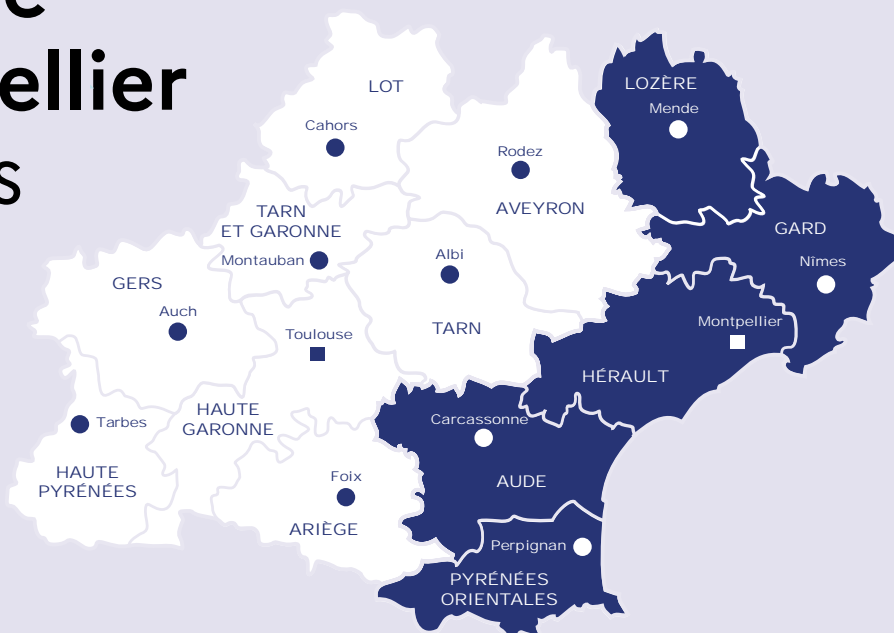 ellier
s
LOT
Cahors
LOZÈRE
Mende
Rodez
AVEYRON
TARN
ET GARONNE
Montauban
GARD
Nîmes
Albi
TARN
GERS
Auch
Toulouse
Montpellier
HÉRAULT
HAUTE
GARONNE
Tarbes
HAUTE
PYRÉNÉES
Carcassonne
AUDE
Foix
ARIÈGE
Perpignan
PYRÉNÉES
ORIENTALES